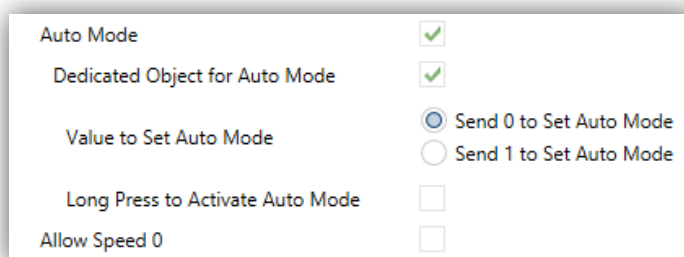 Auto Mode
Dedicated Object for Auto Mode
Value to Set Auto Mode
Send 0 to Set Auto Mode
Send 1 to Set Auto Mode
Long Press to Activate Auto Mode
Allow Speed 0